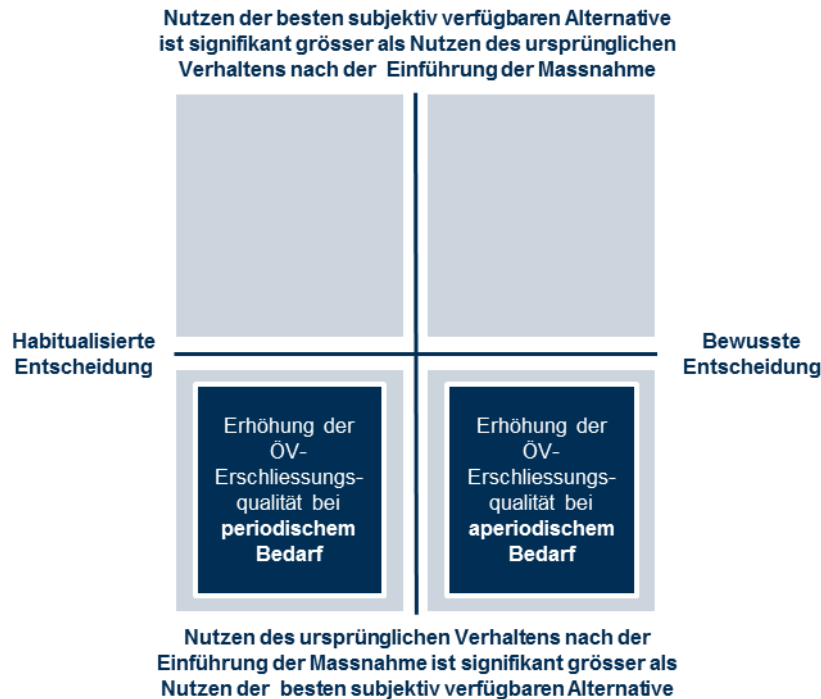 Nutzen der besten subjektiv verfügbaren Alternative
ist signifikant grösser als Nutzen des ursprünglichen
Verhaltens nach der Einführung der Massnahme
Habitualisierte
Entscheidung
Bewusste
Entscheidung
Erhöhung der
ÖV-
Erschliessungs-
qualität bei
periodischem
Bedarf
Erhöhung der
ÖV-
Erschliessungs-
qualität bei
aperiodischem
Bedarf
Nutzen des ursprünglichen Verhaltens nach der
Einführung der Massnahme ist signifikant grösser als
Nutzen der besten subjektiv verfügbaren Alternative